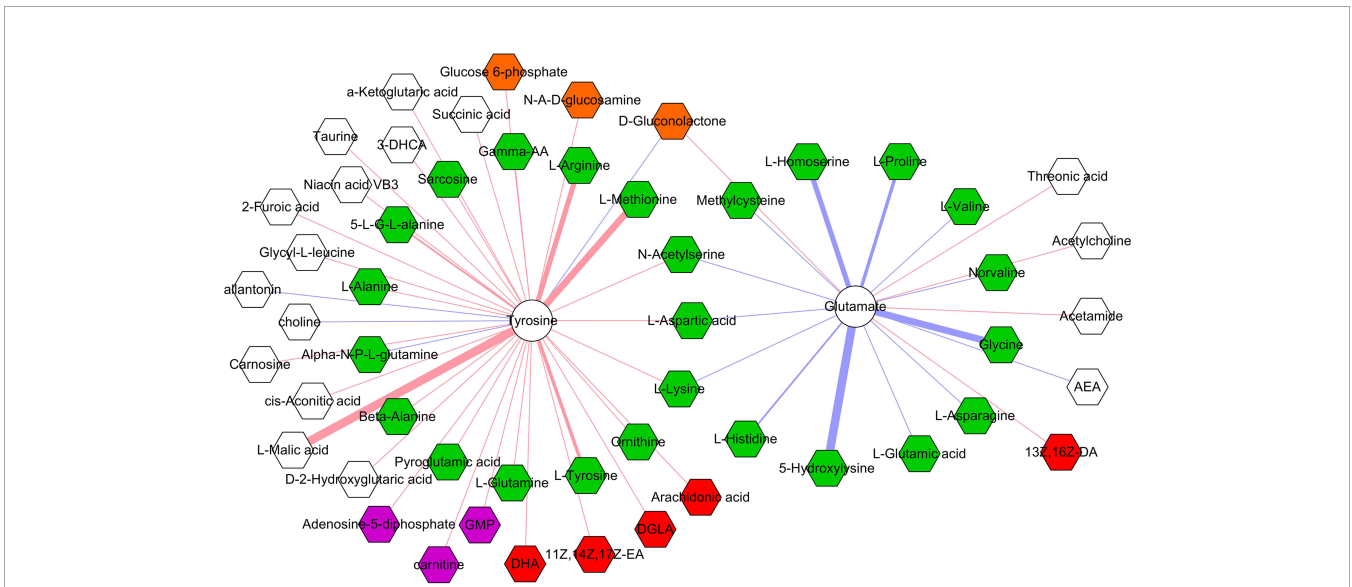 Glucose 6-phosphate
a-Ketoglutaric acid
N-A-D-glucosamine
Succinic acid
D-Gluconolactone
Taurine
3-DHCA
Gamma-AA
L-Arginine
L-Homoserine
L-Proline
Sarcosine
Niacin acid VB3
Threonic acid
L-Methionine
Methylcysteine
2-Furoic acid
L-Valine
5-L-G-L-alanine
Acetylcholine
Glycyl-L-leucine
N-Acetylserine
Norvaline
allantonin
L-Alanine
Glutamate
choline
Tyrosine
L-Aspartic acid
Acetamide
Glycine
Alpha-N-P-L-glutamine
Carnosine
L-Lysine
AEA
cis-Aconitic acid
Beta-Alanine
L-Asparagine
L-Histidine
Ornithine
L-Malic acid
13Z,16Z-DA
L-Glutamic acid
Pyroglutamic acid
5-Hydroxylysine
D-2-Hydroxyglutaric acid
L-Glutamine
L-Tyrosine
Arachidonic acid
Adenosine-5-diphosphate
GMP
DGLA
11Z,14Z,17Z-EA
carnitine
DHA